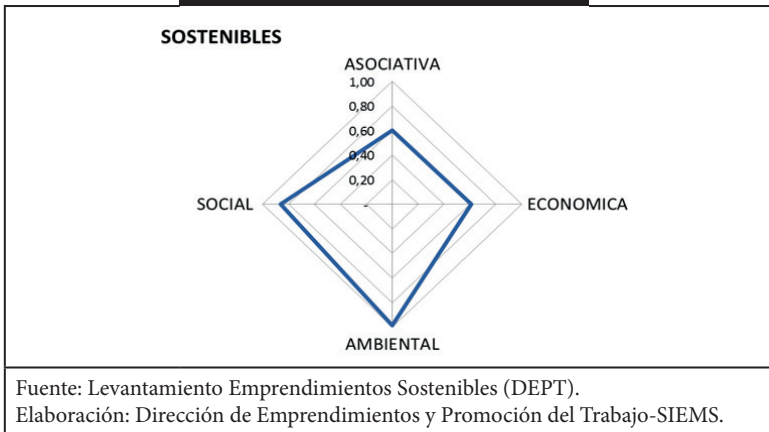 SOSTENIBLES
ASOCIATIVA
1,00
0,80
0,60
0,40
0,20
-
SOCIAL
ECONOMICA
AMBIENTAL
Fuente: Levantamiento Emprendimientos Sostenibles (DEPT).
Elaboración: Dirección de Emprendimientos y Promoción del Trabajo-SIEMS.